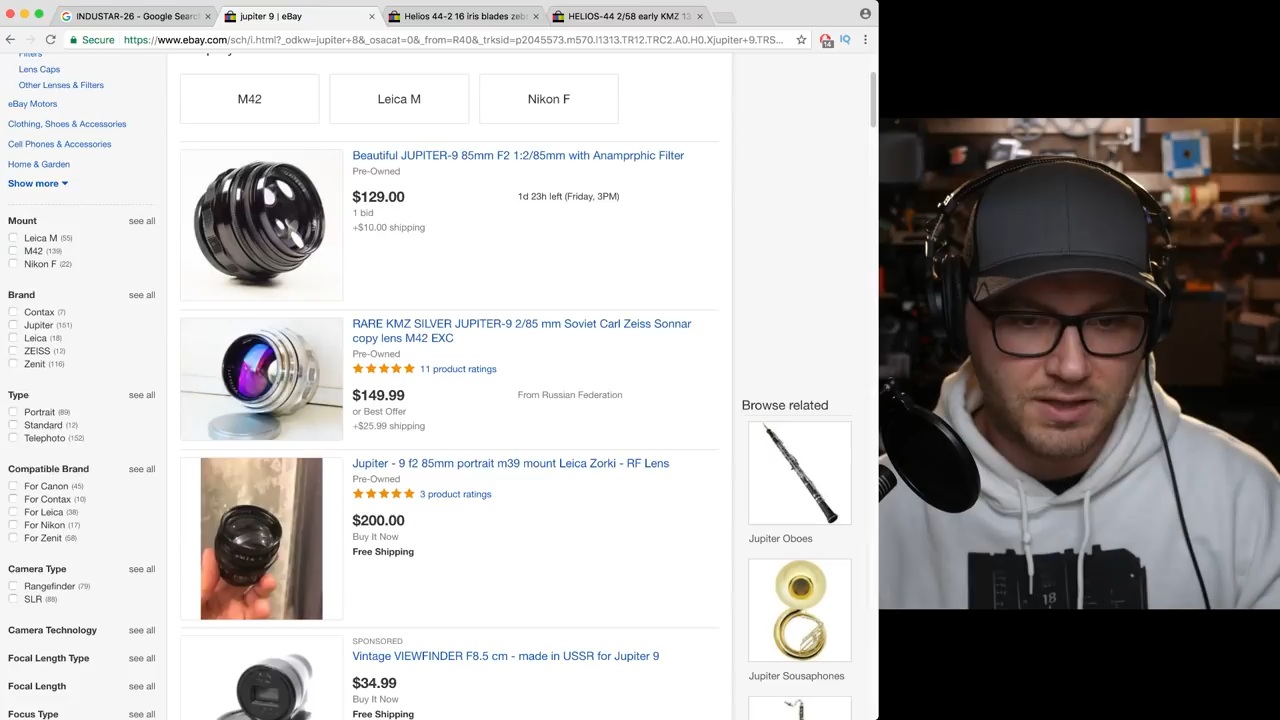 INDUSTAR-26 - Google Searc
jupiter 9 | eBay
Helios 44-2 16 iris blades zeb
HELIOS-44 2/58 early KMZ 13
Secure
https://www.ebay.com/sch/i.html?_odkw=jupiter+8&_osacat=0&_from=R40&_trksid=p2045573.m570.l1313.TR12.TRC2.A0.H0.Xjupiter+9.TRS...
14
IQ
Filters
Lens Caps
Other Lenses & Filters
eBay Motors
Clothing, Shoes & Accessories
Cell Phones & Accessories
Home & Garden
Show more
Mount
see all
Leica M (55)
M42 (139)
Nikon F (22)
Brand
see all
Contax (7)
Jupiter (151)
Leica (18)
ZEISS (12)
Zenit (116)
Type
see all
Portrait (89)
Standard (12)
Telephoto (152)
Compatible Brand
see all
For Canon (45)
For Contax (10)
For Leica (38)
For Nikon (17)
For Zenit (58)
Camera Type
see all
Rangefinder (79)
SLR (88)
Camera Technology
see all
Focal Length Type
see all
Focal Length
see all
Focus Type
see all
M42
Leica M
Nikon F
Beautiful JUPITER-9 85mm F2 1:2/85mm with Anamprphic Filter
Pre-Owned
$129.00
1d 23h left (Friday, 3PM)
1 bid
+$10.00 shipping
RARE KMZ SILVER JUPITER-9 2/85 mm Soviet Carl Zeiss Sonnar
copy lens M42 EXC
Pre-Owned
11 product ratings
$149.99
From Russian Federation
or Best Offer
+$25.99 shipping
Jupiter - 9 f2 85mm portrait m39 mount Leica Zorki - RF Lens
Pre-Owned
3 product ratings
$200.00
Buy It Now
Free Shipping
SPONSORED
Vintage VIEWFINDER F8.5 cm - made in USSR for Jupiter 9
$34.99
Buy It Now
Free Shipping
Browse related
Jupiter Oboes
Jupiter Sousaphones
18